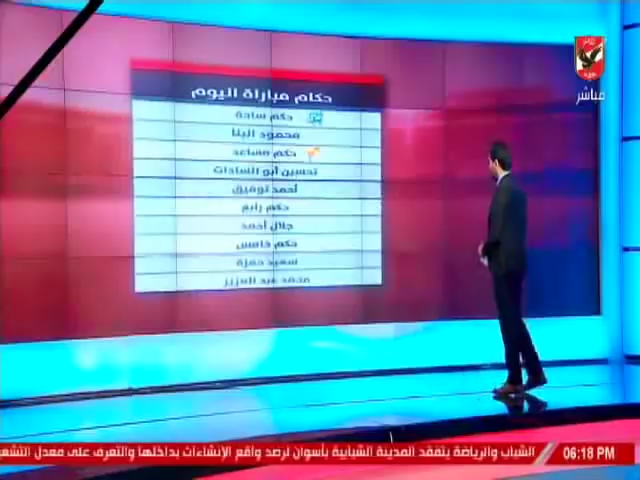 مباشر
حكام مباراة اليوم
حكم ساحة
محمود البنا
حكم مساعد
تحسين أبو السادات
أحمد توفيق
حكم رابع
جلال أحمد
حكم خامس
سعيد حمزة
محمد عبد العزيز
الشباب والرياضة يتفقد المدينة الشبابية بأسوان لرصد واقع الإنشاءات بداخلها والتعرف على معدل
06:18 PM